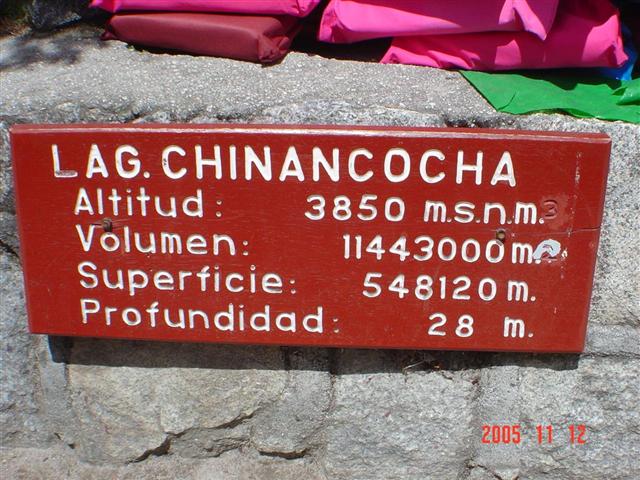 LAG. CHINANCOCHA
Altitud: 3850 m.s.n.m.
Volumen: 11443000 m.
Superficie: 548120 m.
Profundidad: 28 m.
2005 11 12